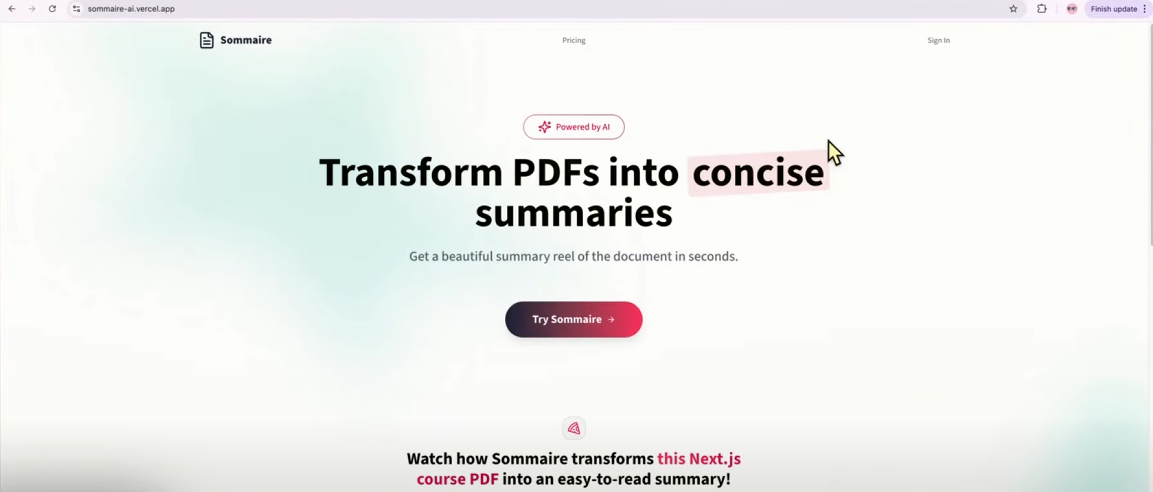 sommaire-ai.vercel.app
Finish update
Sommaire
Pricing
Sign In
Powered by AI
Transform PDFs into concise
summaries
Get a beautiful summary reel of the document in seconds.
Try Sommaire →
Watch how Sommaire transforms this Next.js
course PDF into an easy-to-read summary!